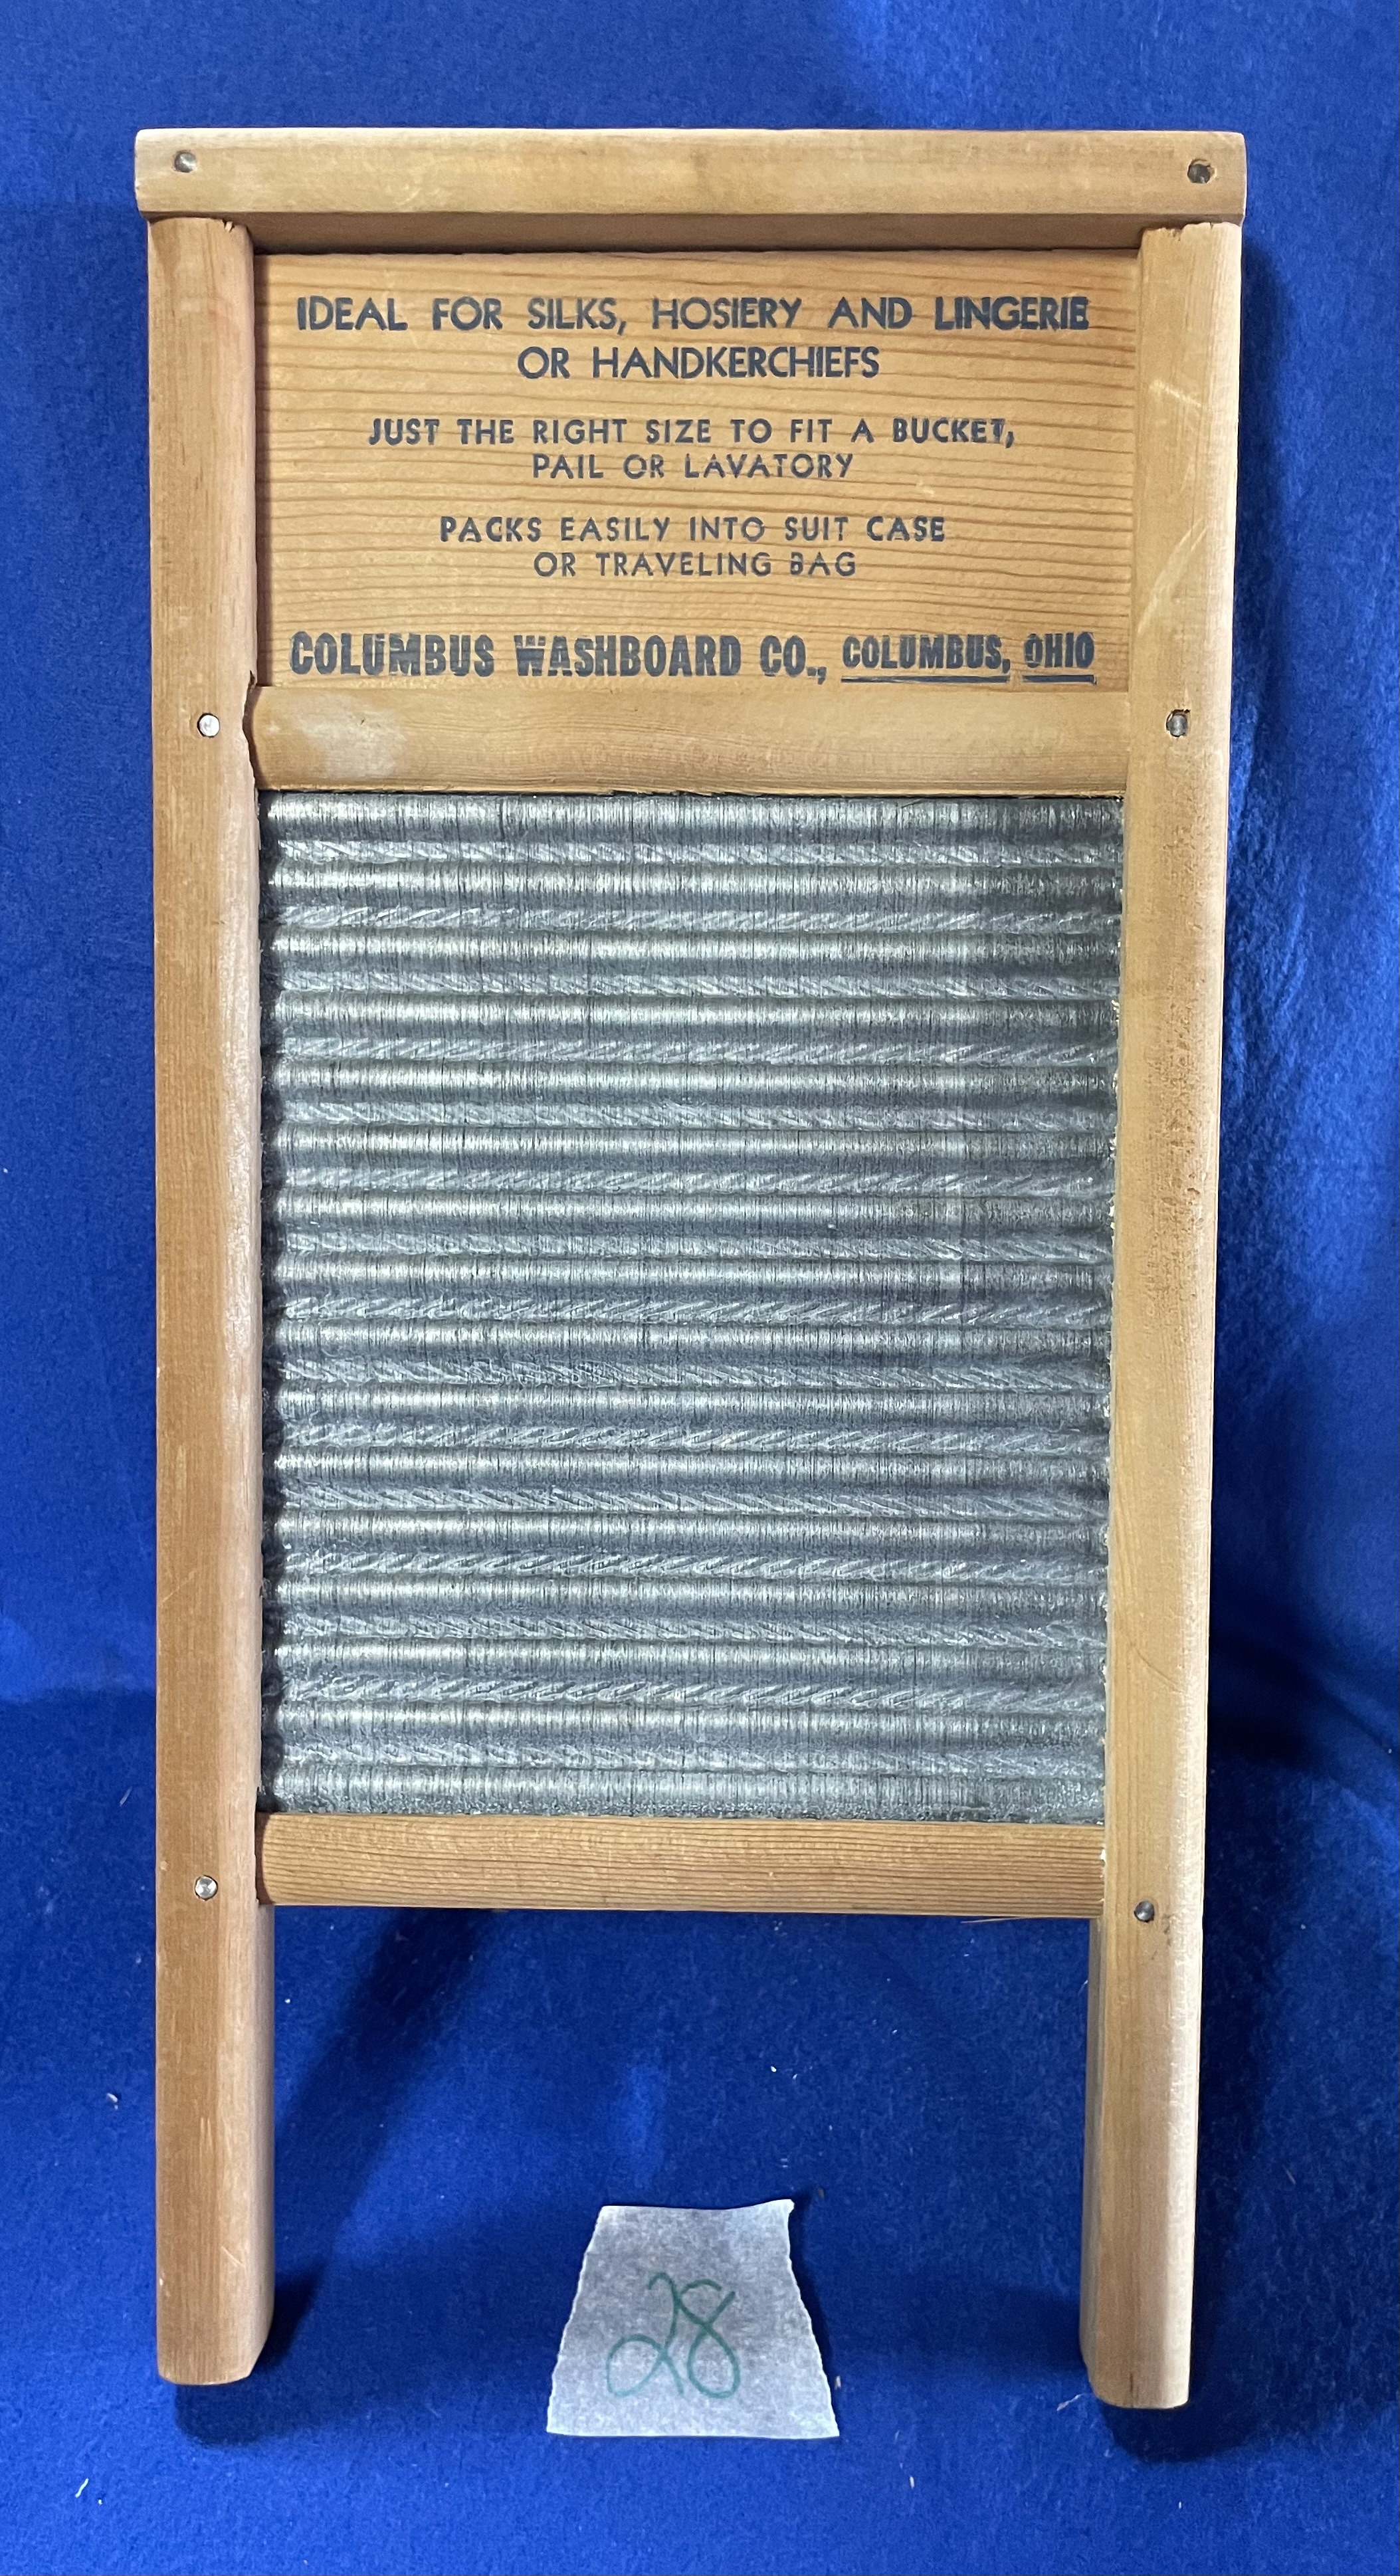 IDEAL FOR SILKS, HOSIERY AND LINGERIE
OR HANDKERCHIEFS
JUST THE RIGHT SIZE TO FIT A BUCKET,
PAIL OR LAVATORY
PACKS EASILY INTO SUIT CASE
OR TRAVELING BAG
COLUMBUS WASHBOARD CO., COLUMBUS, OHIO
28